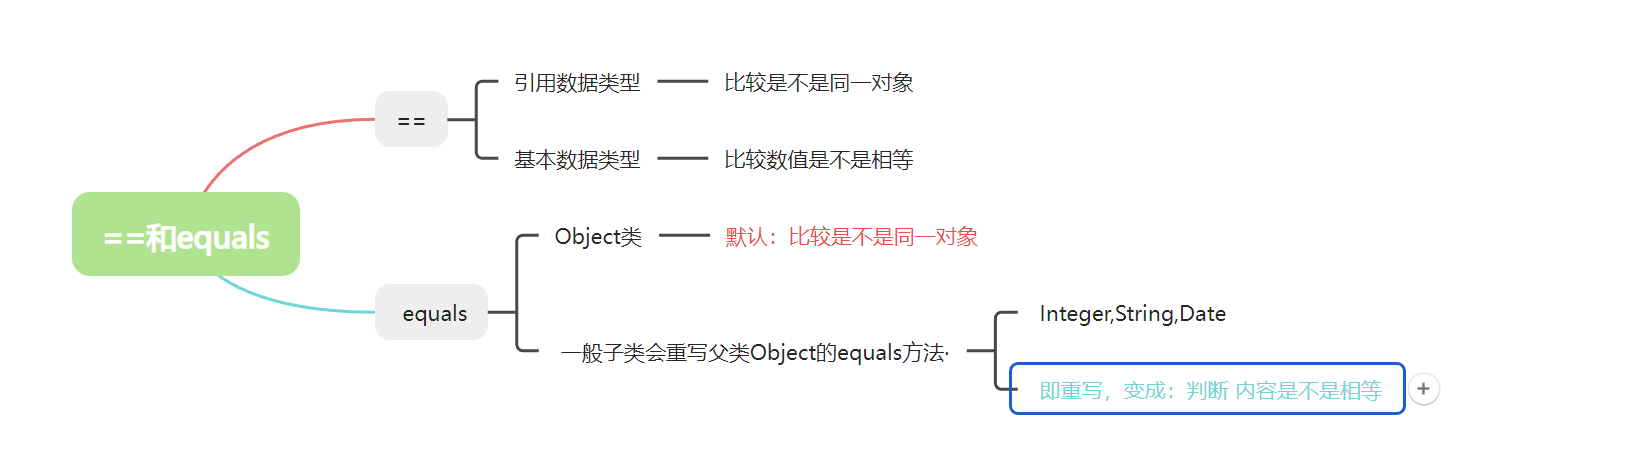 ==和equals
==
引用数据类型
比较是不是同一对象
基本数据类型
比较数值是不是相等
equals
Object类
默认：比较是不是同一对象
一般子类会重写父类Object的equals方法·
Integer,String,Date
即重写，变成：判断 内容是不是相等